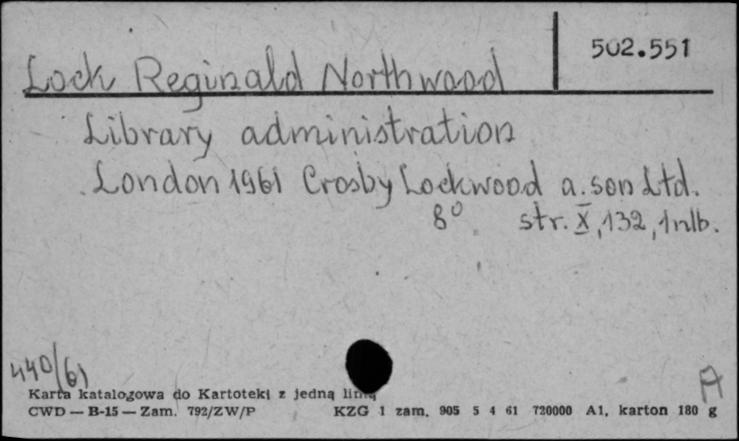 502.551
Lock Reginald Northwood
Library administration
London 1961 Crosby Lockwood a. son Ltd.
8° str. X, 132, 1 nlb.
440/61
A
Karta katalogowa do Kartoteki z jedną linią
CWD — B-15 — Zam. 792/ZW/P KZG 1 zam. 905 5 4 61 720000 A1, karton 180 g